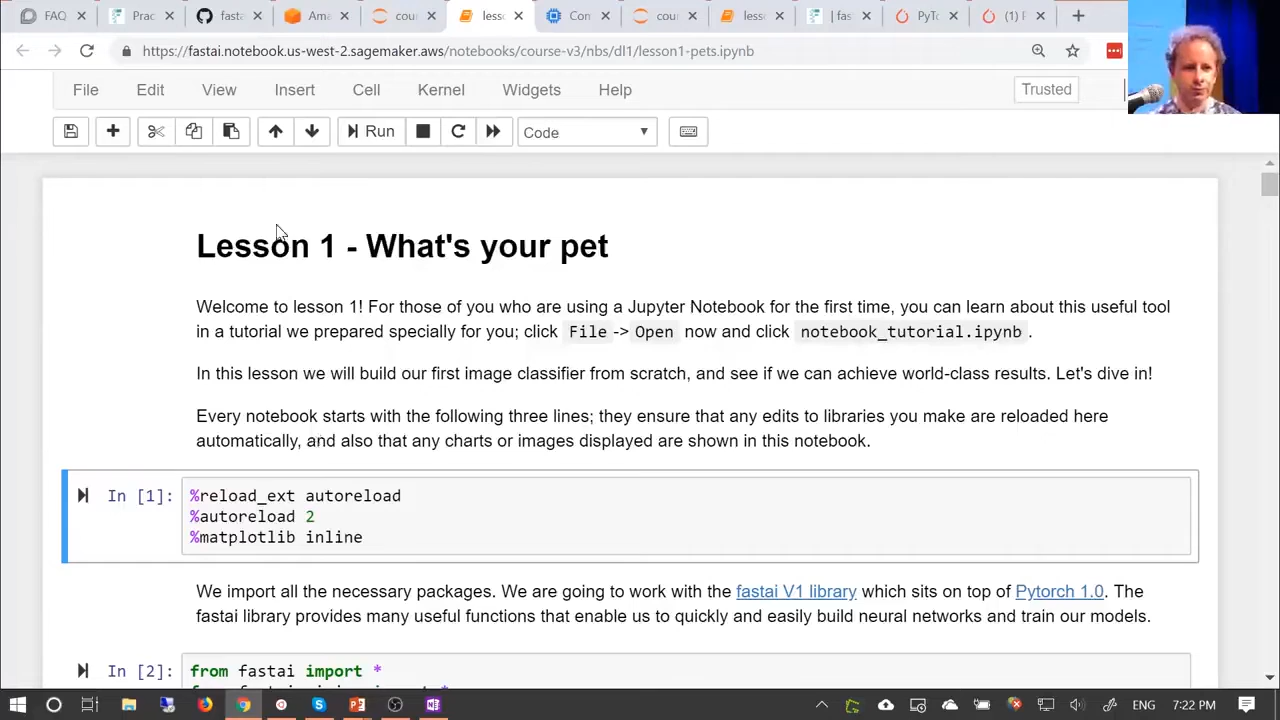 FAQ Prac fasta Ama cour lesso Con cour lesso | fas PyTo (1) P
https://fastai.notebook.us-west-2.sagemaker.aws/notebooks/course-v3/nbs/dl1/lesson1-pets.ipynb
File Edit View Insert Cell Kernel Widgets Help Trusted
Run Code
Lesson 1 - What's your pet
Welcome to lesson 1! For those of you who are using a Jupyter Notebook for the first time, you can learn about this useful tool
in a tutorial we prepared specially for you; click File -> Open now and click notebook_tutorial.ipynb .
In this lesson we will build our first image classifier from scratch, and see if we can achieve world-class results. Let's dive in!
Every notebook starts with the following three lines; they ensure that any edits to libraries you make are reloaded here
automatically, and also that any charts or images displayed are shown in this notebook.
In [1]: %reload_ext autoreload
%autoreload 2
%matplotlib inline
We import all the necessary packages. We are going to work with the fastai V1 library which sits on top of Pytorch 1.0. The
fastai library provides many useful functions that enable us to quickly and easily build neural networks and train our models.
In [2]: from fastai import *
ENG 7:22 PM